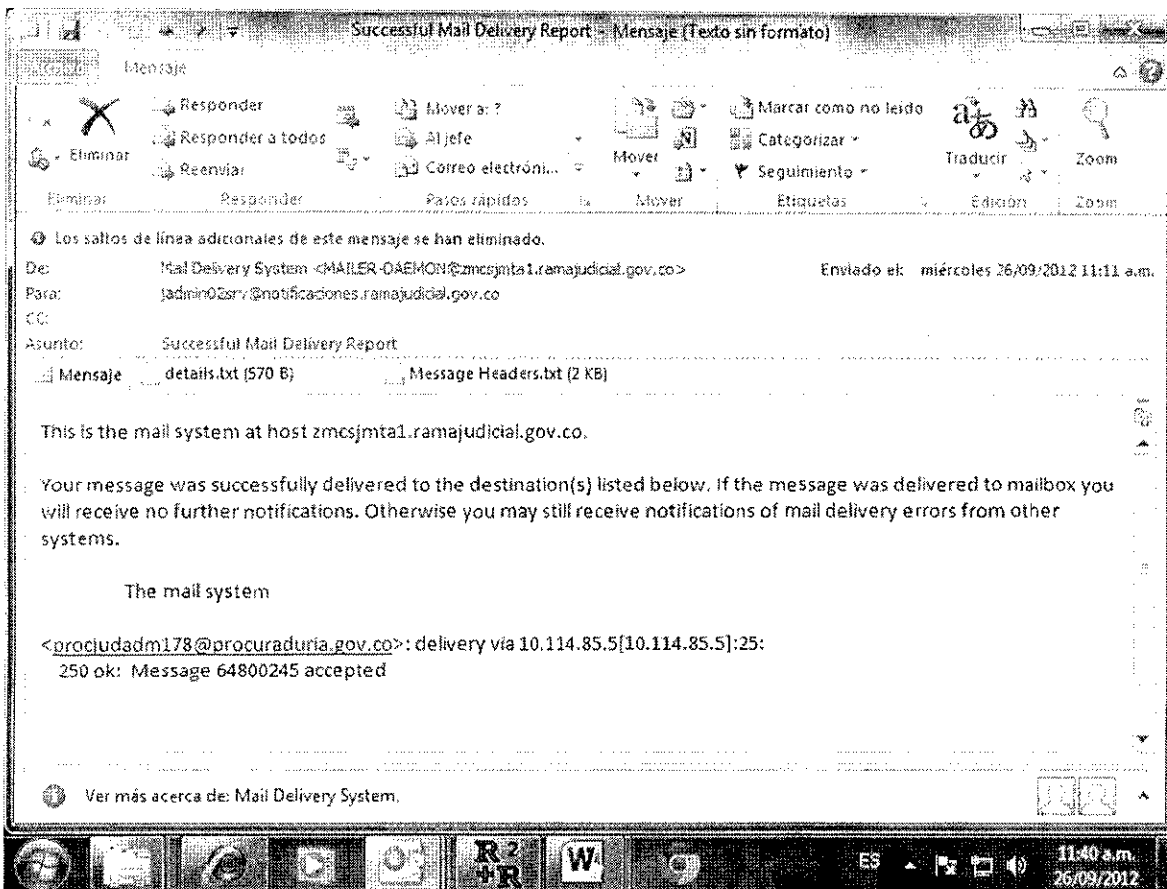 Successful Mail Delivery Report - Mensaje (Texto sin formato)
Mensaje
Responder
Responder a todos
Reenviar
Eliminar
Mover a: ?
Al jefe
Correo electróni...
Mover
Marcar como no leído
Categorizar
Seguimiento
Traducir
Zoom
Eliminar
Responder
Pasos rápidos
Mover
Etiquetas
Edición
Zoom
Los saltos de línea adicionales de este mensaje se han eliminado.
De: Mail Delivery System <MAILER-DAEMON@zmcsjmta1.ramajudicial.gov.co> Enviado el: miércoles 26/09/2012 11:11 a.m.
Para: jadmin02srv@notificaciones.ramajudicial.gov.co
CC:
Asunto: Successful Mail Delivery Report
Mensaje details.txt (570 B) Message Headers.txt (2 KB)
This is the mail system at host zmcsjmta1.ramajudicial.gov.co.
Your message was successfully delivered to the destination(s) listed below. If the message was delivered to mailbox you
will receive no further notifications. Otherwise you may still receive notifications of mail delivery errors from other
systems.
The mail system
<procjudadm178@procuraduria.gov.co>: delivery via 10.114.85.5[10.114.85.5]:25:
250 ok: Message 64800245 accepted
Ver más acerca de: Mail Delivery System.
R 2
R
W
ES
11:40 a.m.
26/09/2012